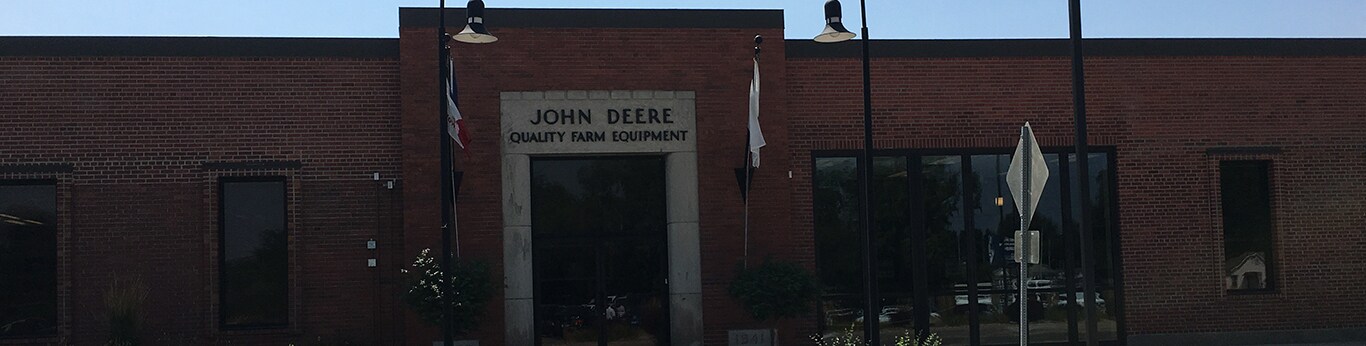 JOHN DEERE
QUALITY FARM EQUIPMENT